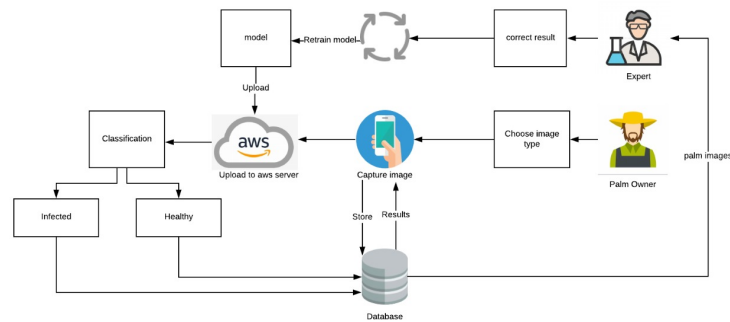 model
Retrain model
correct result
Expert
Upload
Classification
aws
Upload to aws server
Capture image
Choose image
type
Palm Owner
palm images
Infected
Healthy
Store
Results
Database